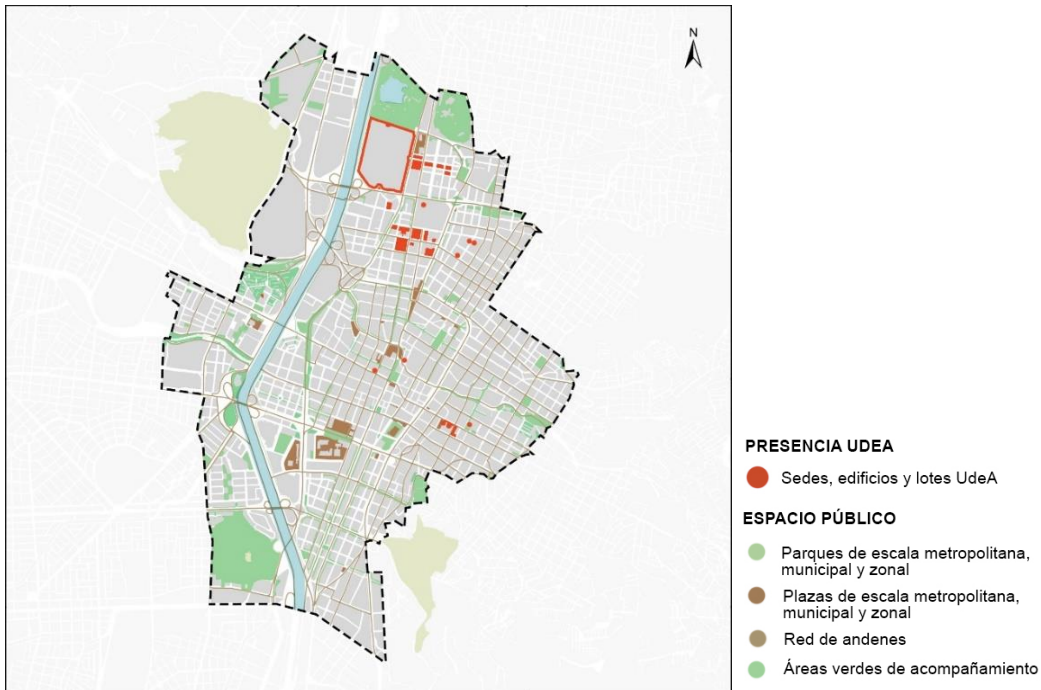 N
PRESENCIA UDEA
Sedes, edificios y lotes UdeA
ESPACIO PÚBLICO
Parques de escala metropolitana,
municipal y zonal
Plazas de escala metropolitana,
municipal y zonal
Red de andenes
Áreas verdes de acompañamiento